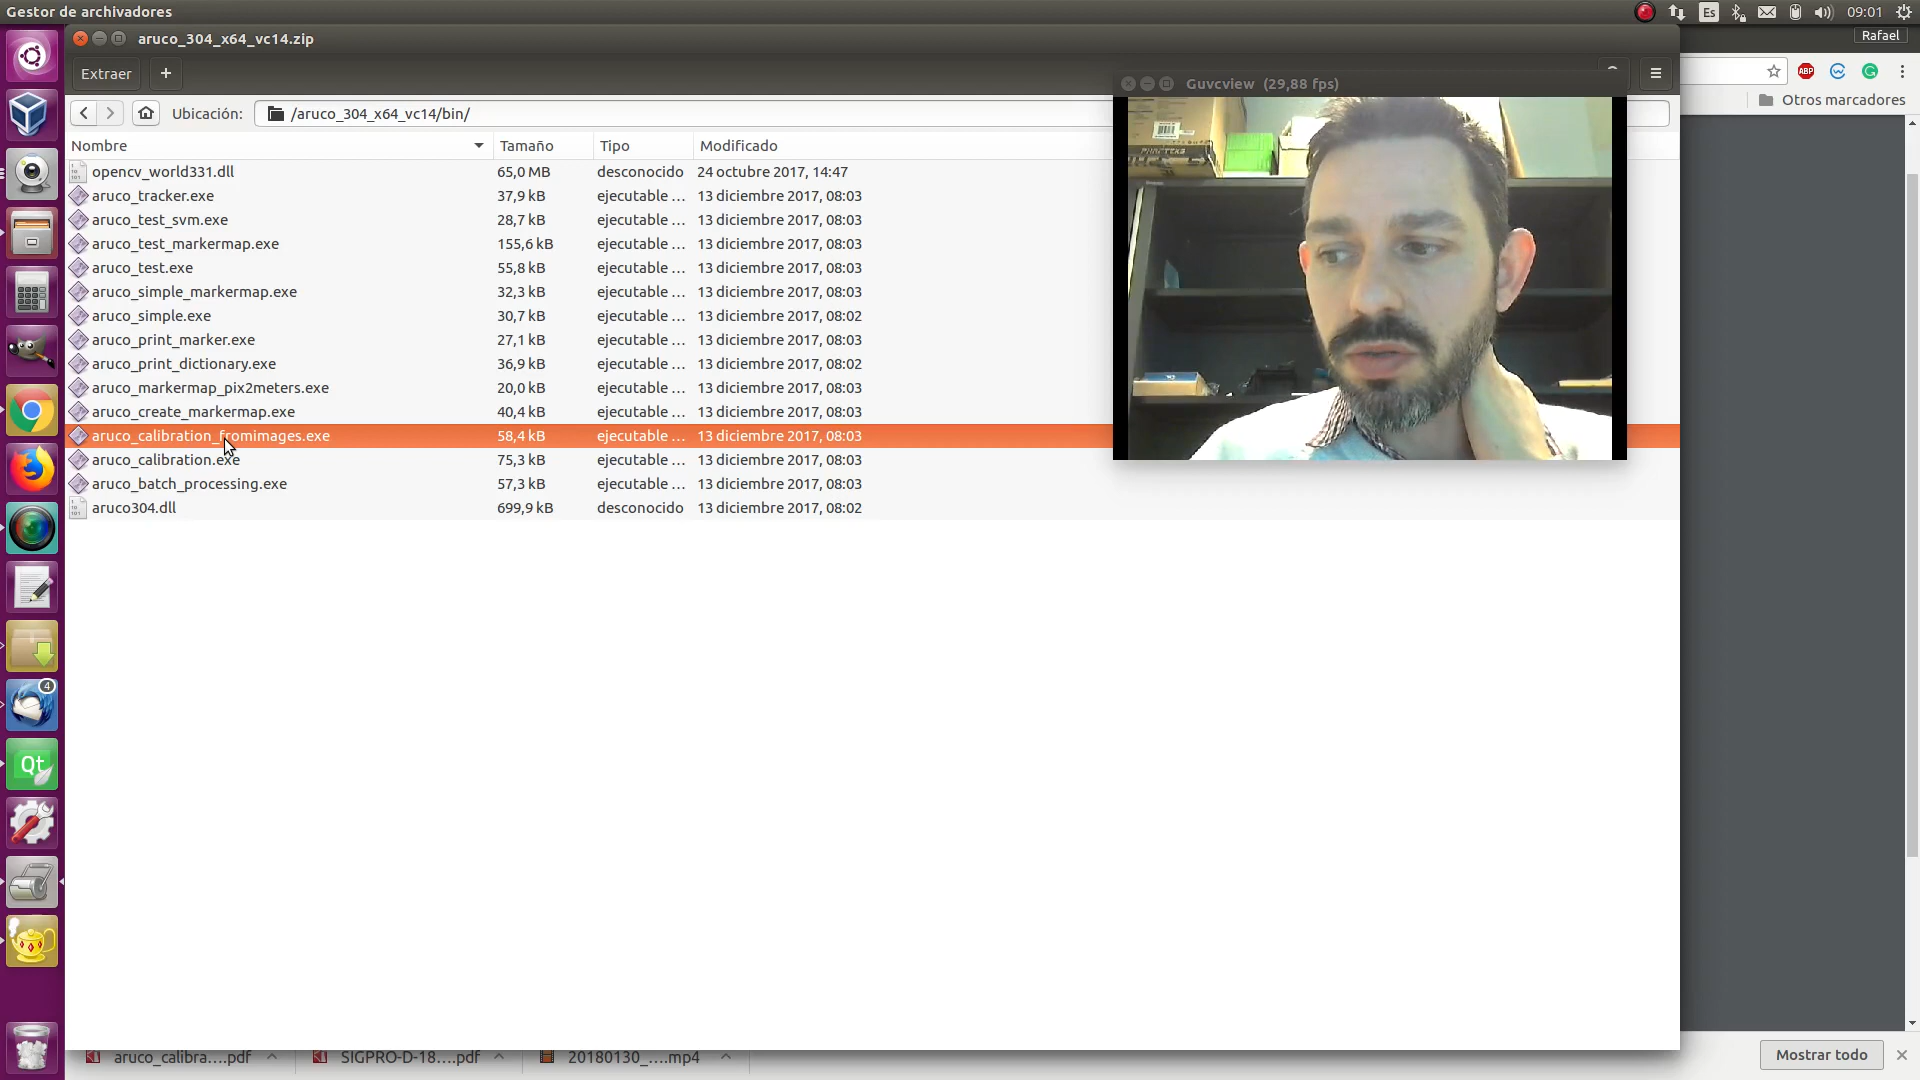 Gestor de archivadores
Es
09:01
Rafael
aruco_304_x64_vc14.zip
Extraer
+
Guvcview (29,88 fps)
ABP
Ubicación: /aruco_304_x64_vc14/bin/
Otros marcadores
Nombre Tamaño Tipo Modificado
opencv_world331.dll 65,0 MB desconocido 24 octubre 2017, 14:47
aruco_tracker.exe 37,9 kB ejecutable … 13 diciembre 2017, 08:03
aruco_test_svm.exe 28,7 kB ejecutable … 13 diciembre 2017, 08:03
aruco_test_markermap.exe 155,6 kB ejecutable … 13 diciembre 2017, 08:03
aruco_test.exe 55,8 kB ejecutable … 13 diciembre 2017, 08:03
aruco_simple_markermap.exe 32,3 kB ejecutable … 13 diciembre 2017, 08:03
aruco_simple.exe 30,7 kB ejecutable … 13 diciembre 2017, 08:02
aruco_print_marker.exe 27,1 kB ejecutable … 13 diciembre 2017, 08:03
aruco_print_dictionary.exe 36,9 kB ejecutable … 13 diciembre 2017, 08:02
aruco_markermap_pix2meters.exe 20,0 kB ejecutable … 13 diciembre 2017, 08:03
aruco_create_markermap.exe 40,4 kB ejecutable … 13 diciembre 2017, 08:03
aruco_calibration_fromimages.exe 58,4 kB ejecutable … 13 diciembre 2017, 08:03
aruco_calibration.exe 75,3 kB ejecutable … 13 diciembre 2017, 08:03
aruco_batch_processing.exe 57,3 kB ejecutable … 13 diciembre 2017, 08:03
aruco304.dll 699,9 kB desconocido 13 diciembre 2017, 08:02
4
Qt
aruco_calibra....pdf
SIGPRO-D-18....pdf
20180130_....mp4
Mostrar todo